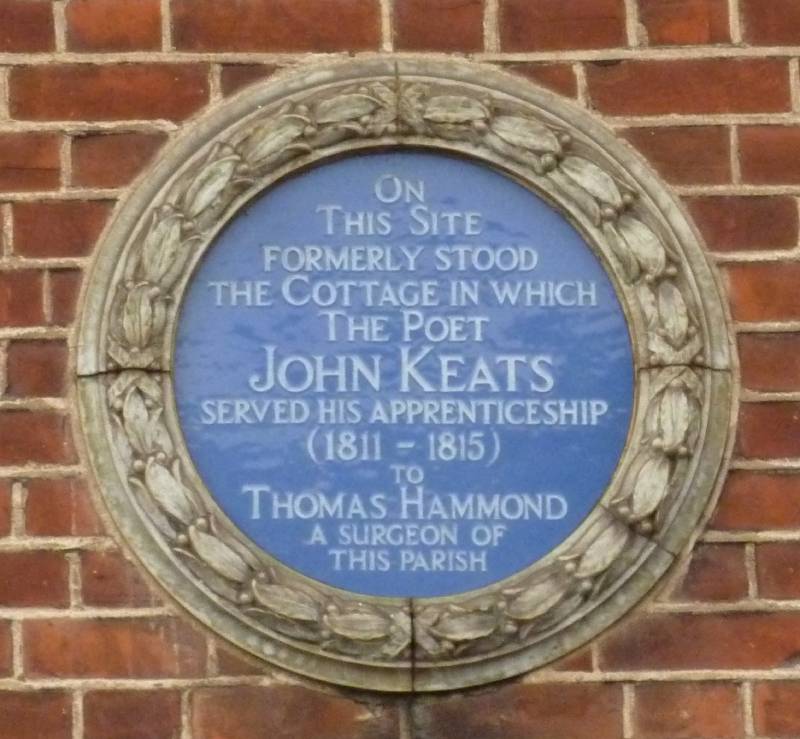 ON
THIS SITE
FORMERLY STOOD
THE COTTAGE IN WHICH
THE POET
JOHN KEATS
SERVED HIS APPRENTICESHIP
(1811 – 1815)
TO
THOMAS HAMMOND
A SURGEON OF
THIS PARISH